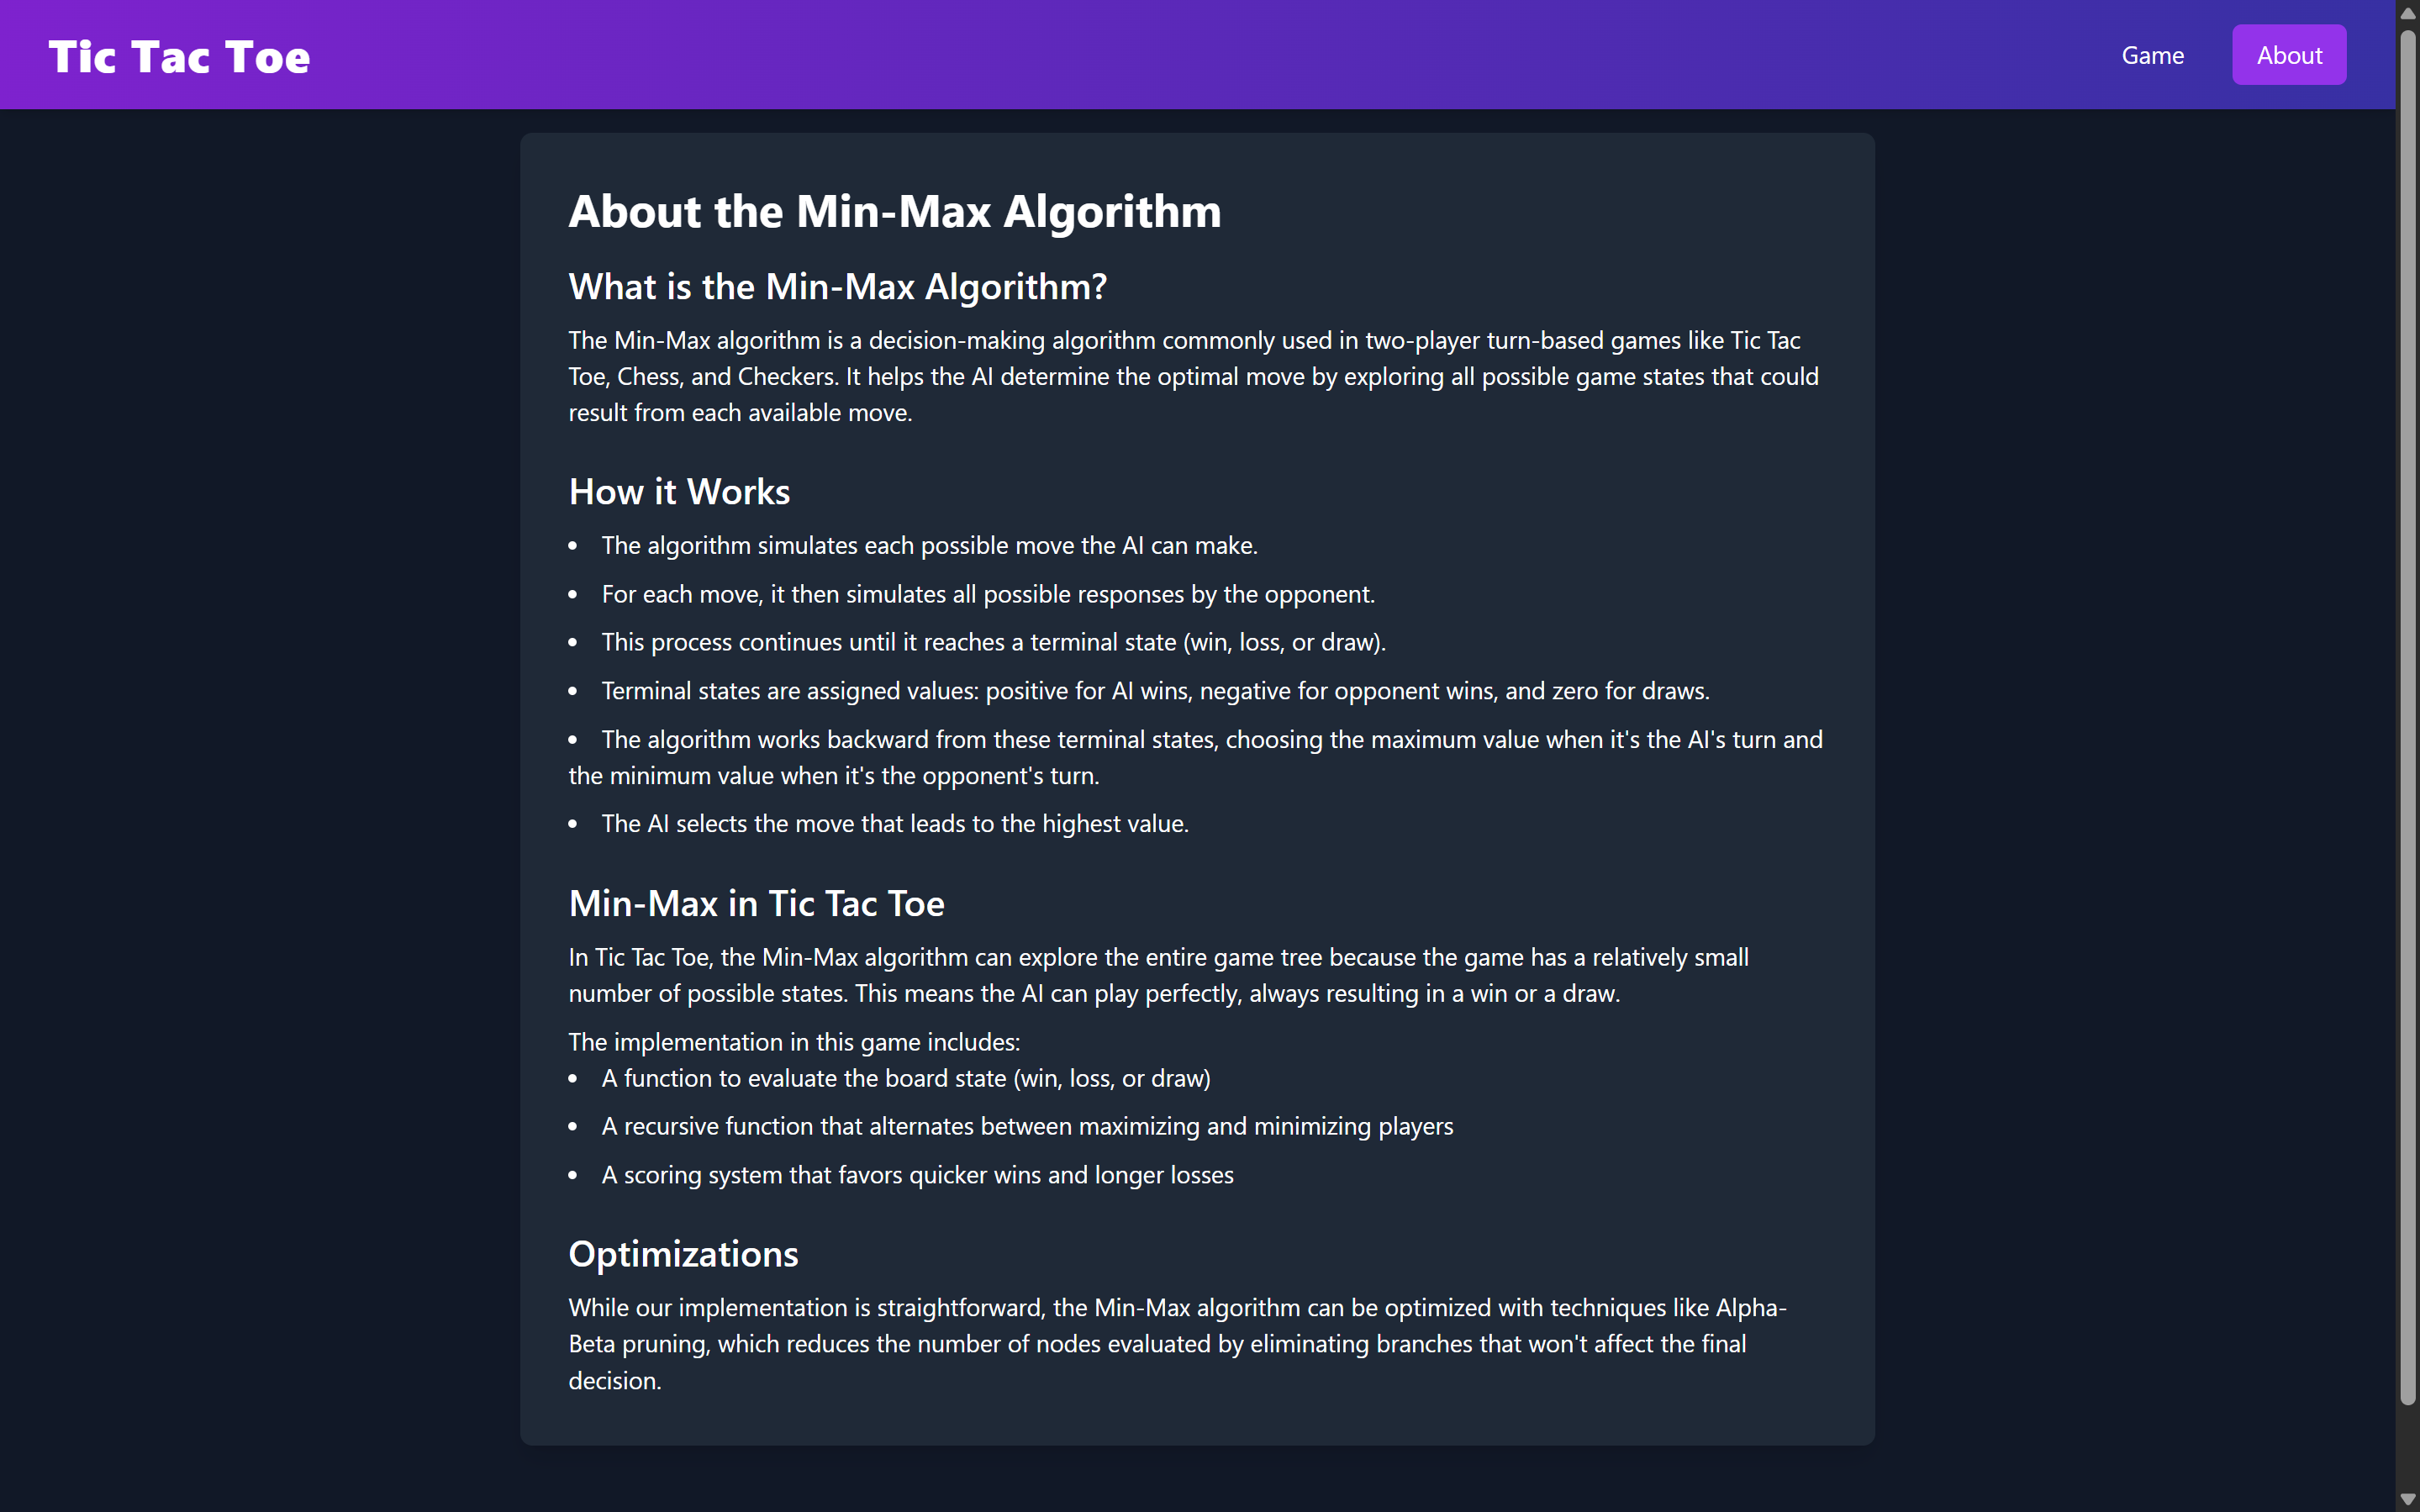 Tic Tac Toe
Game
About
About the Min-Max Algorithm
What is the Min-Max Algorithm?
The Min-Max algorithm is a decision-making algorithm commonly used in two-player turn-based games like Tic Tac
Toe, Chess, and Checkers. It helps the AI determine the optimal move by exploring all possible game states that could
result from each available move.
How it Works
• The algorithm simulates each possible move the AI can make.
• For each move, it then simulates all possible responses by the opponent.
• This process continues until it reaches a terminal state (win, loss, or draw).
• Terminal states are assigned values: positive for AI wins, negative for opponent wins, and zero for draws.
• The algorithm works backward from these terminal states, choosing the maximum value when it's the AI's turn and
the minimum value when it's the opponent's turn.
• The AI selects the move that leads to the highest value.
Min-Max in Tic Tac Toe
In Tic Tac Toe, the Min-Max algorithm can explore the entire game tree because the game has a relatively small
number of possible states. This means the AI can play perfectly, always resulting in a win or a draw.
The implementation in this game includes:
• A function to evaluate the board state (win, loss, or draw)
• A recursive function that alternates between maximizing and minimizing players
• A scoring system that favors quicker wins and longer losses
Optimizations
While our implementation is straightforward, the Min-Max algorithm can be optimized with techniques like Alpha-
Beta pruning, which reduces the number of nodes evaluated by eliminating branches that won't affect the final
decision.